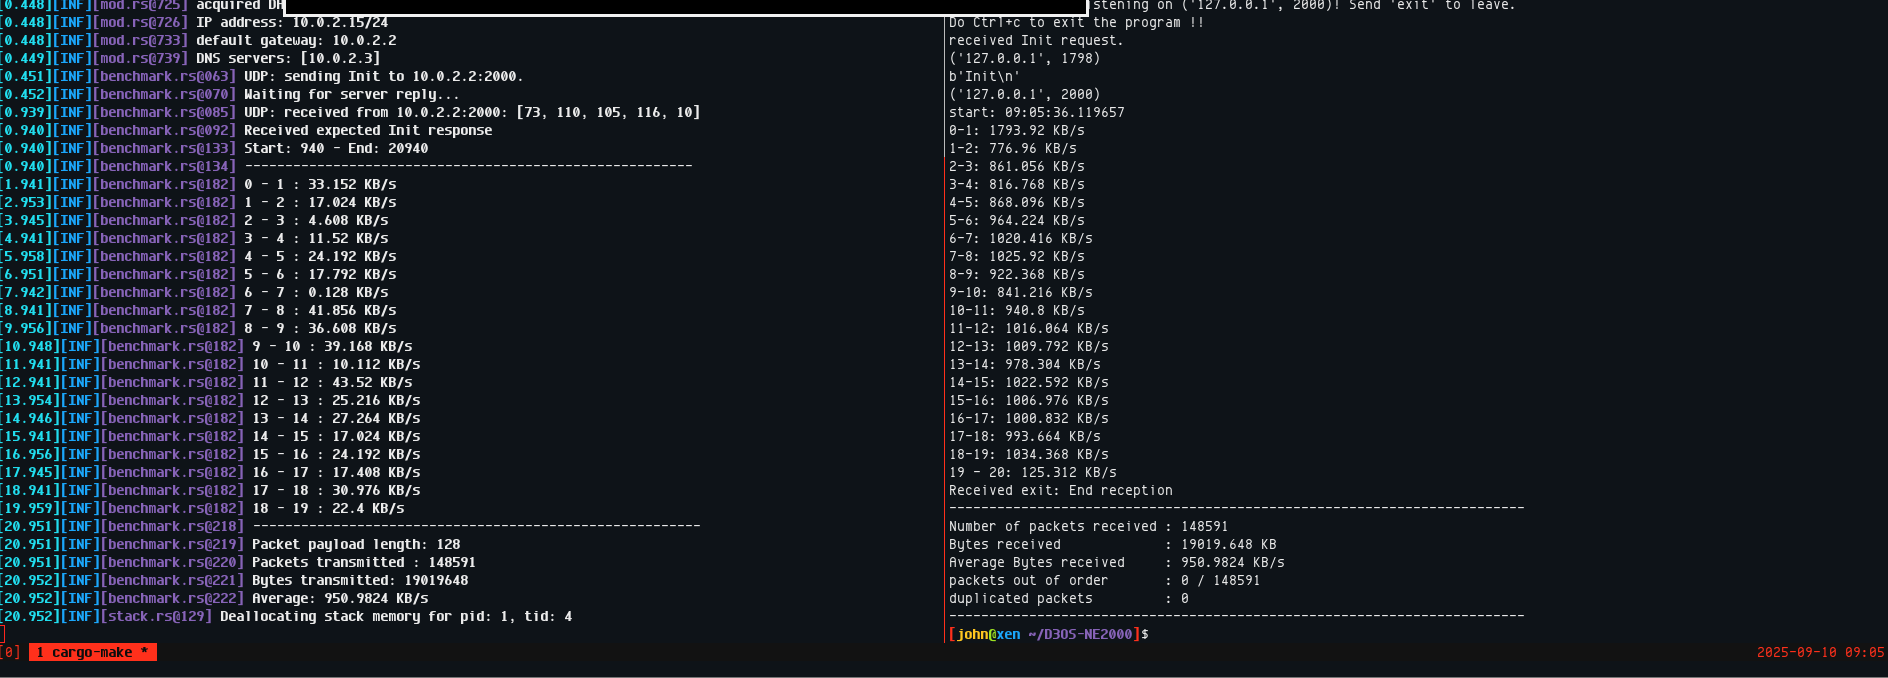 [0.448][INF][mod.rs@725] acquired DH
[0.448][INF][mod.rs@726] IP address: 10.0.2.15/24
[0.448][INF][mod.rs@733] default gateway: 10.0.2.2
[0.449][INF][mod.rs@739] DNS servers: [10.0.2.3]
[0.451][INF][benchmark.rs@063] UDP: sending Init to 10.0.2.2:2000.
[0.452][INF][benchmark.rs@070] Waiting for server reply...
[0.939][INF][benchmark.rs@085] UDP: received from 10.0.2.2:2000: [73, 110, 105, 116, 10]
[0.940][INF][benchmark.rs@092] Received expected Init response
[0.940][INF][benchmark.rs@133] Start: 940 - End: 20940
[0.940][INF][benchmark.rs@134] --------------------------------------------------------
[1.941][INF][benchmark.rs@182] 0 - 1 : 33.152 KB/s
[2.953][INF][benchmark.rs@182] 1 - 2 : 17.024 KB/s
[3.945][INF][benchmark.rs@182] 2 - 3 : 4.608 KB/s
[4.941][INF][benchmark.rs@182] 3 - 4 : 11.52 KB/s
[5.958][INF][benchmark.rs@182] 4 - 5 : 24.192 KB/s
[6.951][INF][benchmark.rs@182] 5 - 6 : 17.792 KB/s
[7.942][INF][benchmark.rs@182] 6 - 7 : 0.128 KB/s
[8.941][INF][benchmark.rs@182] 7 - 8 : 41.856 KB/s
[9.956][INF][benchmark.rs@182] 8 - 9 : 36.608 KB/s
[10.948][INF][benchmark.rs@182] 9 - 10 : 39.168 KB/s
[11.941][INF][benchmark.rs@182] 10 - 11 : 10.112 KB/s
[12.941][INF][benchmark.rs@182] 11 - 12 : 43.52 KB/s
[13.954][INF][benchmark.rs@182] 12 - 13 : 25.216 KB/s
[14.946][INF][benchmark.rs@182] 13 - 14 : 27.264 KB/s
[15.941][INF][benchmark.rs@182] 14 - 15 : 17.024 KB/s
[16.956][INF][benchmark.rs@182] 15 - 16 : 24.192 KB/s
[17.945][INF][benchmark.rs@182] 16 - 17 : 17.408 KB/s
[18.941][INF][benchmark.rs@182] 17 - 18 : 30.976 KB/s
[19.959][INF][benchmark.rs@182] 18 - 19 : 22.4 KB/s
[20.951][INF][benchmark.rs@218] --------------------------------------------------------
[20.951][INF][benchmark.rs@219] Packet payload length: 128
[20.951][INF][benchmark.rs@220] Packets transmitted : 148591
[20.952][INF][benchmark.rs@221] Bytes transmitted: 19019648
[20.952][INF][benchmark.rs@222] Average: 950.9824 KB/s
[20.952][INF][stack.rs@129] Deallocating stack memory for pid: 1, tid: 4
istening on ('127.0.0.1', 2000)! Send 'exit' to leave.
Do Ctrl+c to exit the program !!
received Init request.
('127.0.0.1', 1798)
b'Init\n'
('127.0.0.1', 2000)
start: 09:05:36.119657
0-1: 1793.92 KB/s
1-2: 776.96 KB/s
2-3: 861.056 KB/s
3-4: 816.768 KB/s
4-5: 868.096 KB/s
5-6: 964.224 KB/s
6-7: 1020.416 KB/s
7-8: 1025.92 KB/s
8-9: 922.368 KB/s
9-10: 841.216 KB/s
10-11: 940.8 KB/s
11-12: 1016.064 KB/s
12-13: 1009.792 KB/s
13-14: 978.304 KB/s
14-15: 1022.592 KB/s
15-16: 1006.976 KB/s
16-17: 1000.832 KB/s
17-18: 993.664 KB/s
18-19: 1034.368 KB/s
19 - 20: 125.312 KB/s
Received exit: End reception
------------------------------------------------------------------------
Number of packets received : 148591
Bytes received             : 19019.648 KB
Average Bytes received     : 950.9824 KB/s
packets out of order       : 0 / 148591
duplicated packets         : 0
------------------------------------------------------------------------
[john@xen ~/D3OS-NE2000]$
[0] 1 cargo-make *
2025-09-10 09:05